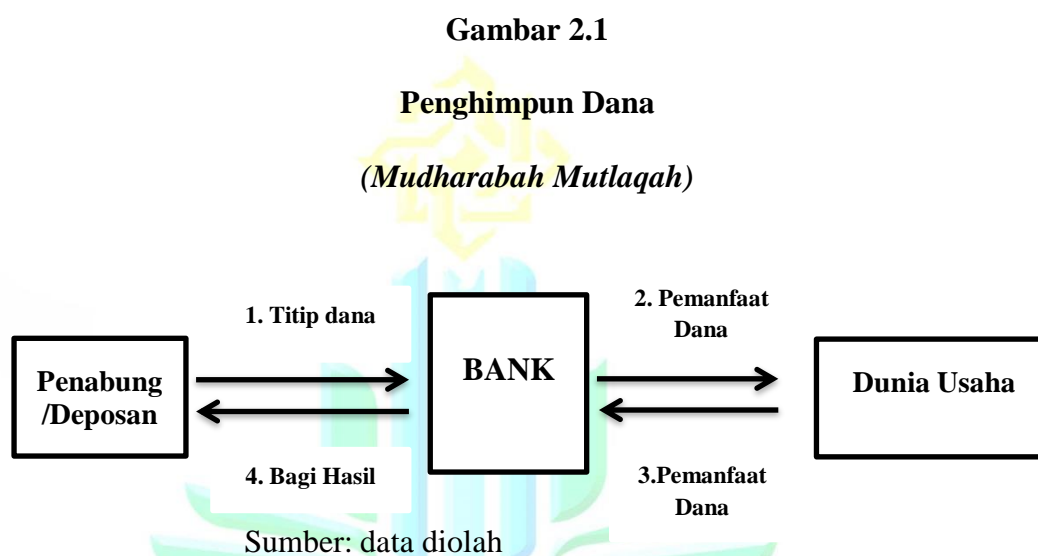 Gambar 2.1
Penghimpun Dana
(Mudharabah Mutlaqah)
1. Titip dana
2. Pemanfaat
Dana
Penabung
/Deposan
BANK
Dunia Usaha
4. Bagi Hasil
3.Pemanfaat
Dana
Sumber: data diolah